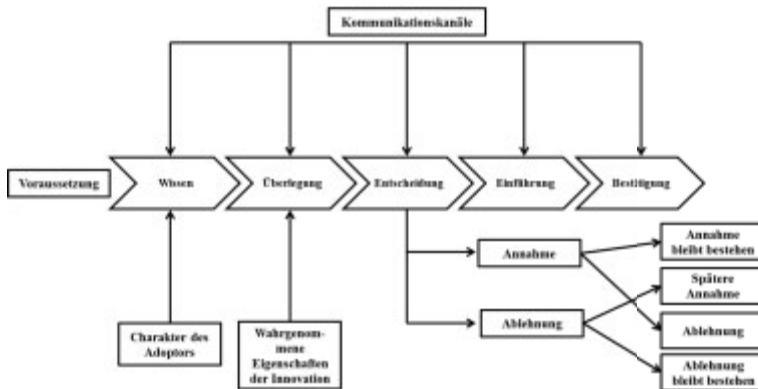 Kommunikationskanäle
Voraussetzung
Wissen
Überlegung
Entscheidung
Einführung
Bestätigung
Annahme
Ablehnung
Annahme
bleibt bestehen
Spätere
Annahme
Ablehnung
Ablehnung
bleibt bestehen
Charakter des
Adoptors
Wahrgenom-
mene
Eigenschaften
der Innovation